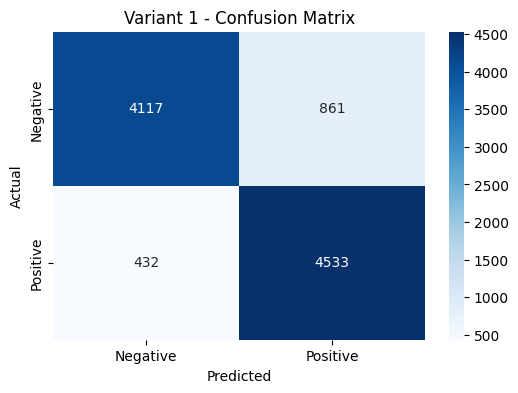 Variant 1 - Confusion Matrix
Negative
Positive
Actual
4117 861
432 4533
Negative Positive
Predicted
4500
4000
3500
3000
2500
2000
1500
1000
500